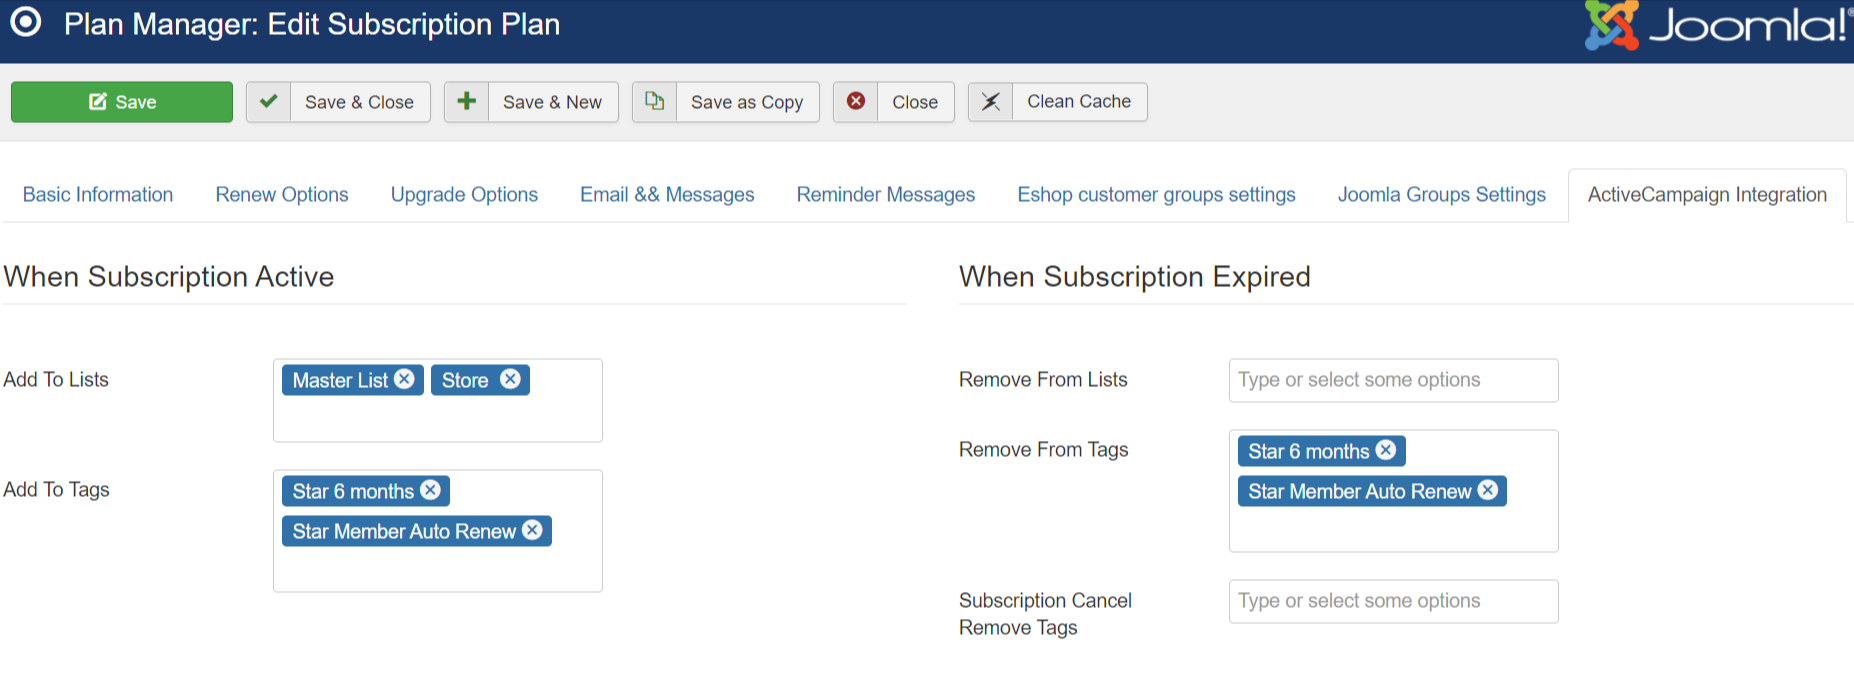 Plan Manager: Edit Subscription Plan
Joomla!®
Save
Save & Close
Save & New
Save as Copy
Close
Clean Cache
Basic Information
Renew Options
Upgrade Options
Email && Messages
Reminder Messages
Eshop customer groups settings
Joomla Groups Settings
ActiveCampaign Integration
When Subscription Active
Add To Lists
Master List
Store
Add To Tags
Star 6 months
Star Member Auto Renew
When Subscription Expired
Remove From Lists
Type or select some options
Remove From Tags
Star 6 months
Star Member Auto Renew
Subscription Cancel
Remove Tags
Type or select some options